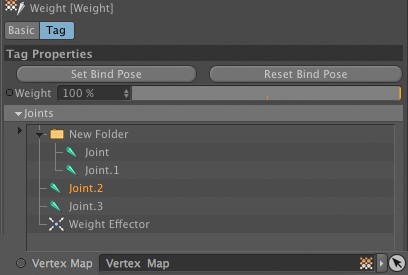 Weight [Weight]
Basic Tag
Tag Properties
Set Bind Pose Reset Bind Pose
Weight 100 %
Joints
New Folder
Joint
Joint.1
Joint.2
Joint.3
Weight Effector
Vertex Map Vertex Map